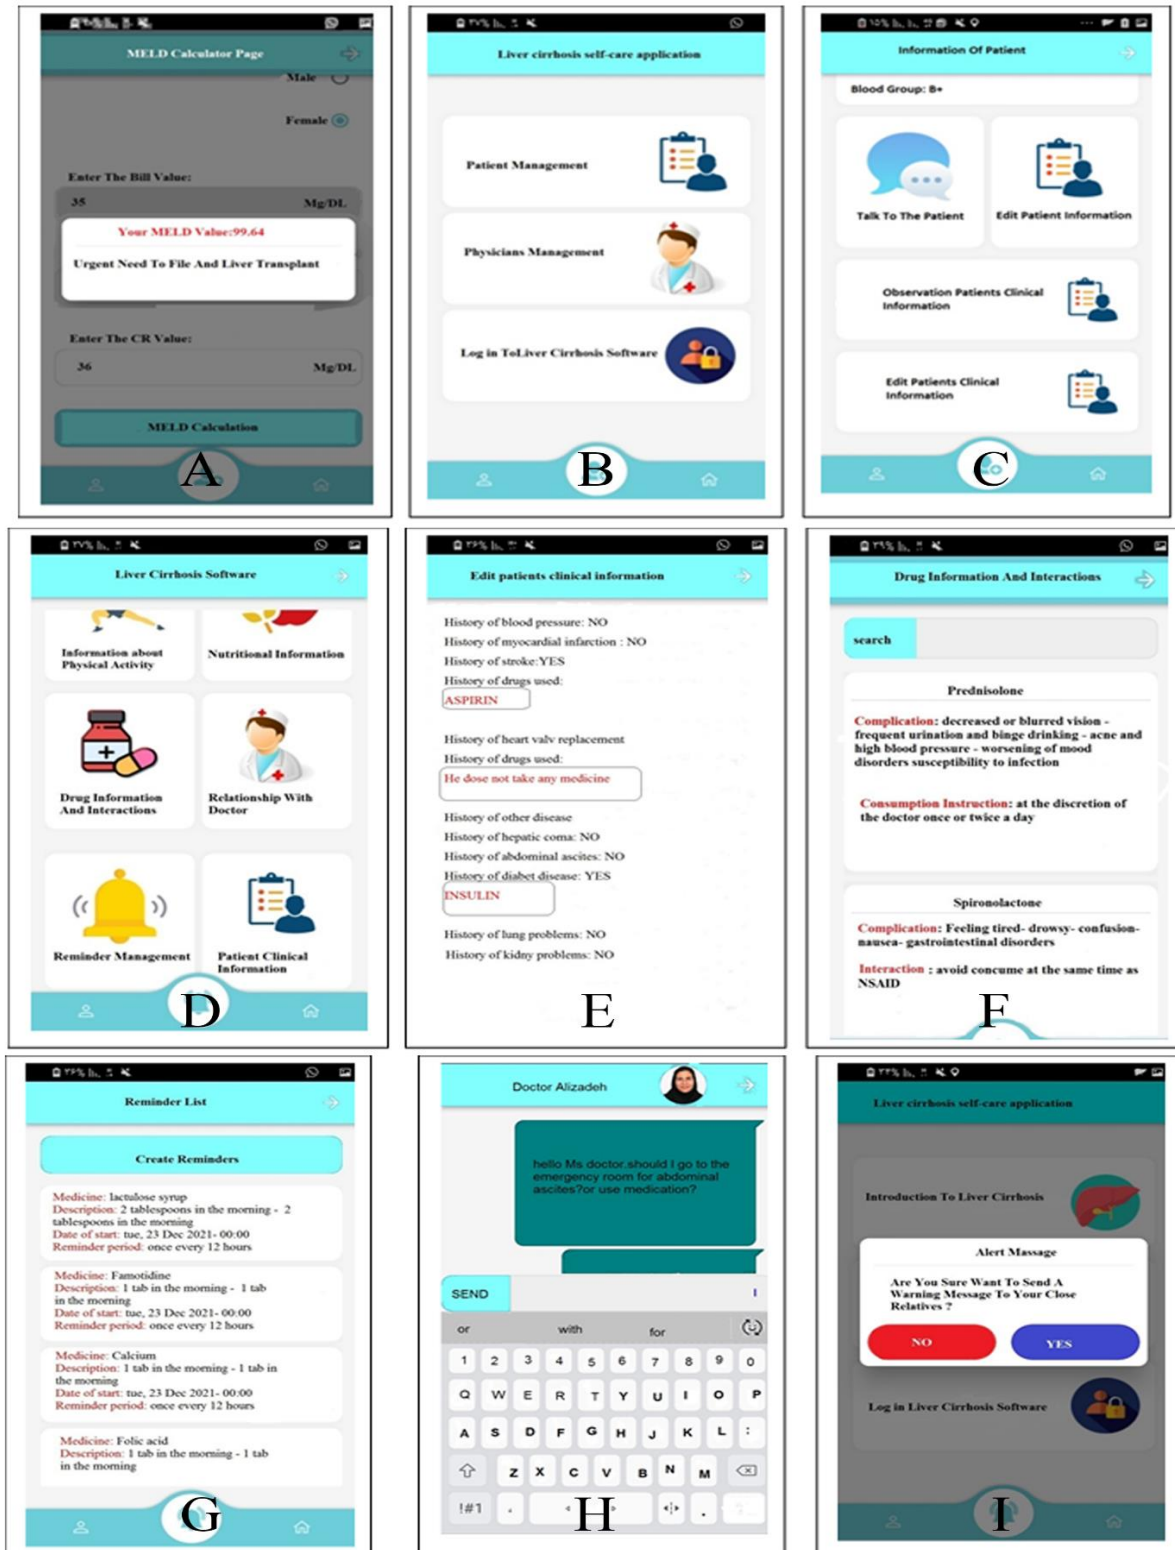 MELD Calculator Page
Male
Female
Enter The Bill Value:
35 Mg/DL
Your MELD Value:99.64
Urgent Need To File And Liver Transplant
Enter The CR Value:
36 Mg/DL
MELD Calculation
A
۲۷%
Liver cirrhosis self-care application
Patient Management
Physicians Management
Log in ToLiver Cirrhosis Software
B
۱۵%
Information Of Patient
Blood Group: B+
Talk To The Patient
Edit Patient Information
Observation Patients Clinical
Information
Edit Patients Clinical
Information
C
Liver Cirrhosis Software
Information about
Physical Activity
Nutritional Information
Drug Information
And Interactions
Relationship With
Doctor
Reminder Management
Patient Clinical
Information
D
Edit patients clinical information
History of blood pressure: NO
History of myocardial infarction : NO
History of stroke:YES
History of drugs used:
ASPIRIN
History of heart valv replacement
History of drugs used:
He dose not take any medicine
History of other disease
History of hepatic coma: NO
History of abdominal ascites: NO
History of diabet disease: YES
INSULIN
History of lung problems: NO
History of kidny problems: NO
E
Drug Information And Interactions
search
Prednisolone
Complication: decreased or blurred vision -
frequent urination and binge drinking - acne and
high blood pressure - worsening of mood
disorders susceptibility to infection
Consumption Instruction: at the discretion of
the doctor once or twice a day
Spironolactone
Complication: Feeling tired- drowsy- confusion-
nausea- gastrointestinal disorders
Interaction : avoid concume at the same time as
NSAID
F
Reminder List
Create Reminders
Medicine: lactulose syrup
Description: 2 tablespoons in the morning - 2
tablespoons in the morning
Date of start: tue, 23 Dec 2021- 00:00
Reminder period: once every 12 hours
Medicine: Famotidine
Description: 1 tab in the morning - 1 tab
in the morning
Date of start: tue, 23 Dec 2021- 00:00
Reminder period: once every 12 hours
Medicine: Calcium
Description: 1 tab in the morning - 1 tab in
the morning
Date of start: tue, 23 Dec 2021- 00:00
Reminder period: once every 12 hours
Medicine: Folic acid
Description: 1 tab in the morning - 1 tab
in the morning
G
Doctor Alizadeh
hello Ms doctor.should I go to the
emergency room for abdominal
ascites?or use medication?
SEND
or with for
1 2 3 4 5 6 7 8 9 0
Q W E R T Y U I O P
A S D F G H J K L :
Z X C V B N M
!#1 , .
H
Liver cirrhosis self-care application
Introduction To Liver Cirrhosis
Alert Massage
Are You Sure Want To Send A
Warning Message To Your Close
Relatives ?
NO YES
Log in Liver Cirrhosis Software
I